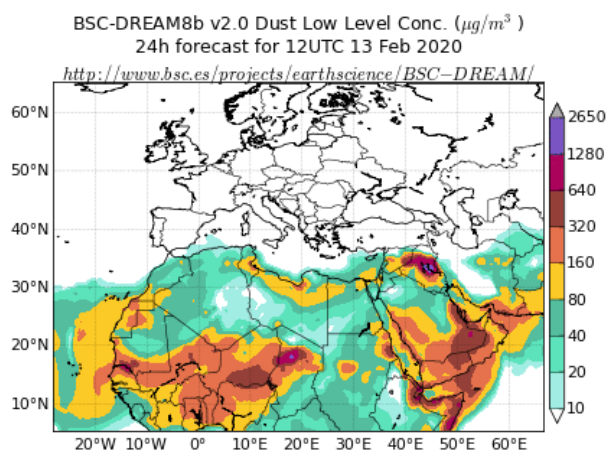 BSC-DREAM8b v2.0 Dust Low Level Conc. (μg/m³ )
24h forecast for 12UTC 13 Feb 2020
http://www.bsc.es/projects/earthscience/BSC−DREAM/
60°N
50°N
40°N
30°N
20°N
10°N
20°W
10°W
0°
10°E
20°E
30°E
40°E
50°E
60°E
2650
1280
640
320
160
80
40
20
10